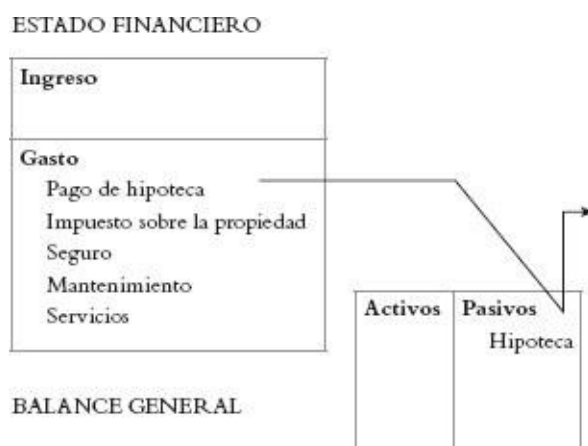 ESTADO FINANCIERO
Ingreso
Gasto
Pago de hipoteca
Impuesto sobre la propiedad
Seguro
Mantenimiento
Servicios
Activos Pasivos
Hipoteca
BALANCE GENERAL